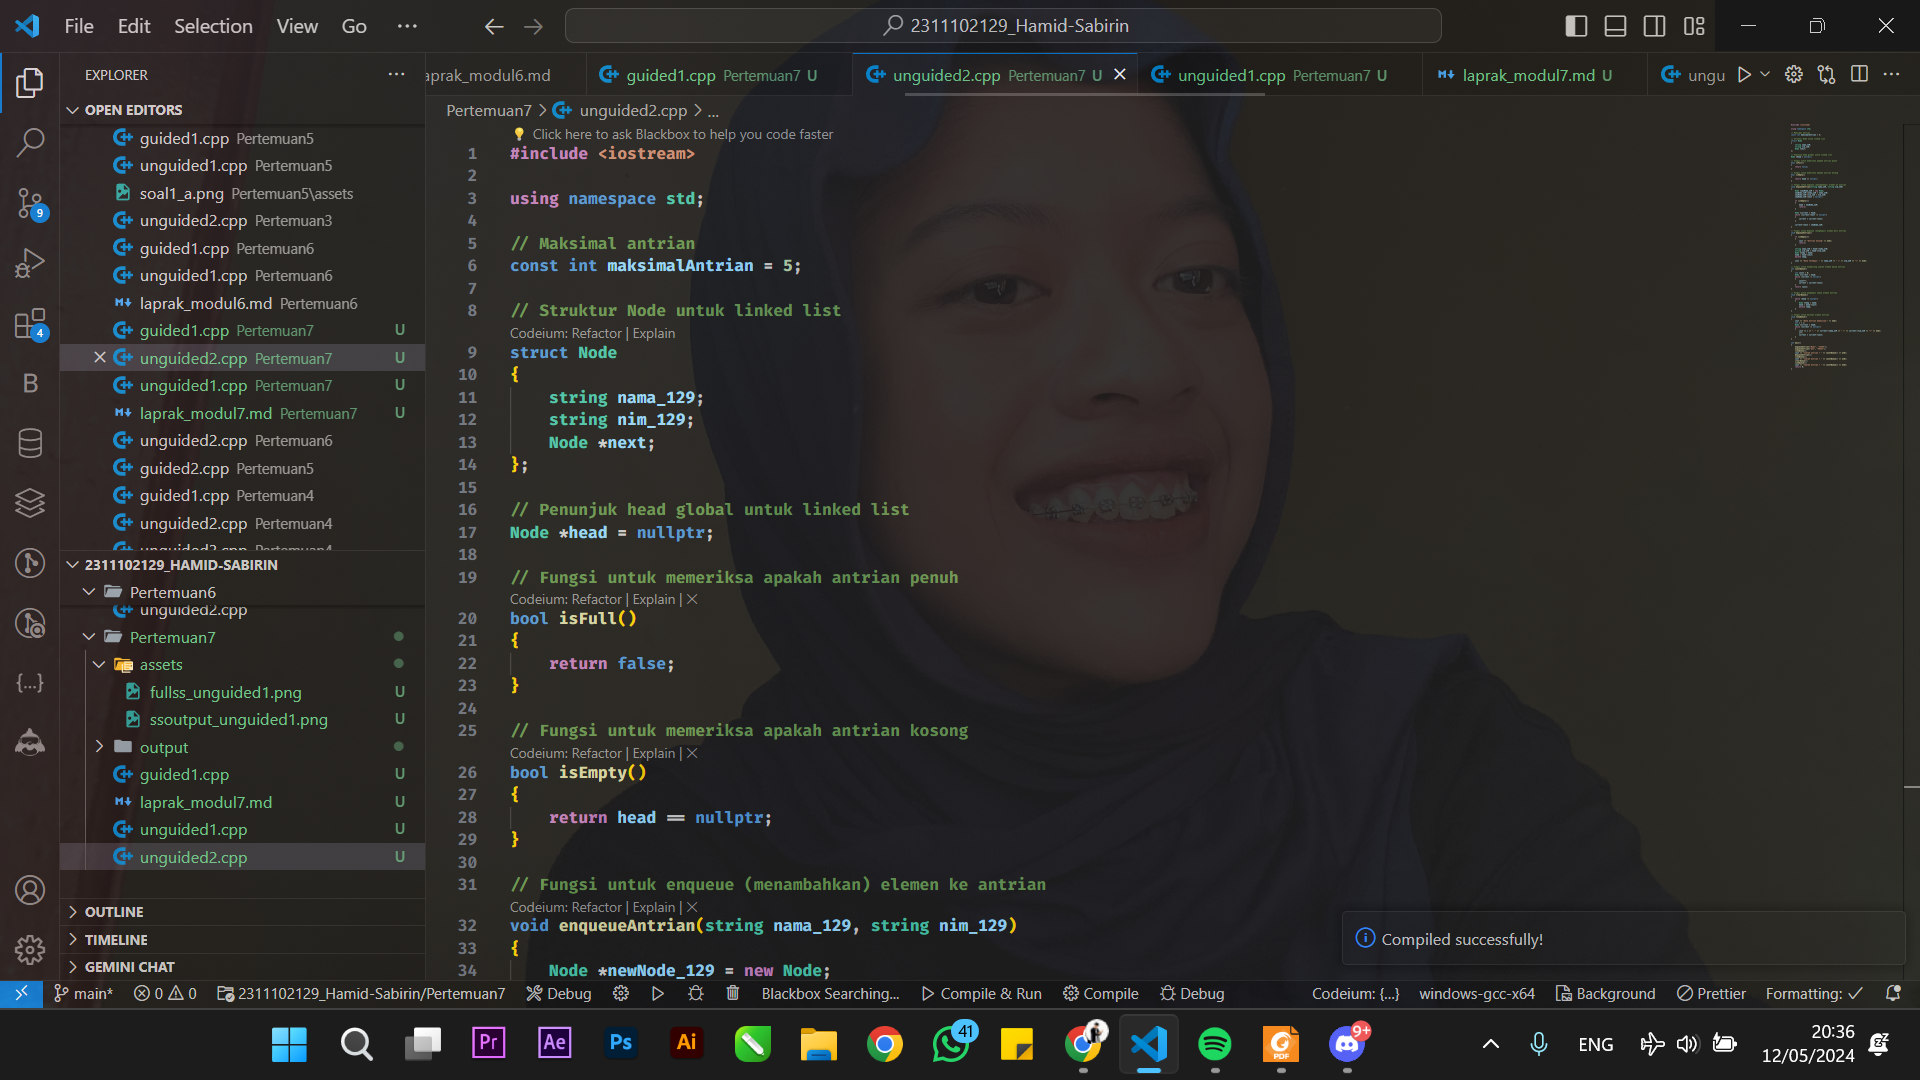 File Edit Selection View Go ···
2311102129_Hamid-Sabirin
EXPLORER
OPEN EDITORS
guided1.cpp Pertemuan5
unguided1.cpp Pertemuan5
soal1_a.png Pertemuan5\assets
unguided2.cpp Pertemuan3
guided1.cpp Pertemuan6
unguided1.cpp Pertemuan6
laprak_modul6.md Pertemuan6
guided1.cpp Pertemuan7 U
unguided2.cpp Pertemuan7 U
unguided1.cpp Pertemuan7 U
laprak_modul7.md Pertemuan7 U
unguided2.cpp Pertemuan6
guided2.cpp Pertemuan5
guided1.cpp Pertemuan4
unguided2.cpp Pertemuan4
2311102129_HAMID-SABIRIN
Pertemuan6
unguided2.cpp
Pertemuan7
assets
fullss_unguided1.png U
ssoutput_unguided1.png U
output
guided1.cpp U
laprak_modul7.md U
unguided1.cpp U
unguided2.cpp U
OUTLINE
TIMELINE
GEMINI CHAT
9
4
B
{...}
aprak_modul6.md guided1.cpp Pertemuan7 U unguided2.cpp Pertemuan7 U unguided1.cpp Pertemuan7 U laprak_modul7.md U ungu
Pertemuan7 > unguided2.cpp > ...
Click here to ask Blackbox to help you code faster
1 #include <iostream>
2
3 using namespace std;
4
5 // Maksimal antrian
6 const int maksimalAntrian = 5;
7
8 // Struktur Node untuk linked list
Codeium: Refactor | Explain
9 struct Node
10 {
11 string nama_129;
12 string nim_129;
13 Node *next;
14 };
15
16 // Penunjuk head global untuk linked list
17 Node *head = nullptr;
18
19 // Fungsi untuk memeriksa apakah antrian penuh
Codeium: Refactor | Explain | X
20 bool isFull()
21 {
22 return false;
23 }
24
25 // Fungsi untuk memeriksa apakah antrian kosong
Codeium: Refactor | Explain | X
26 bool isEmpty()
27 {
28 return head == nullptr;
29 }
30
31 // Fungsi untuk enqueue (menambahkan) elemen ke antrian
Codeium: Refactor | Explain | X
32 void enqueueAntrian(string nama_129, string nim_129)
33 {
34 Node *newNode_129 = new Node;
Compiled successfully!
main* 0 0 2311102129_Hamid-Sabirin/Pertemuan7 Debug Blackbox Searching... Compile & Run Compile Debug Codeium: {...} windows-gcc-x64 Background Prettier Formatting: ✓
Pr Ae Ps Ai 41 PDF 9+ ENG
20:36
12/05/2024